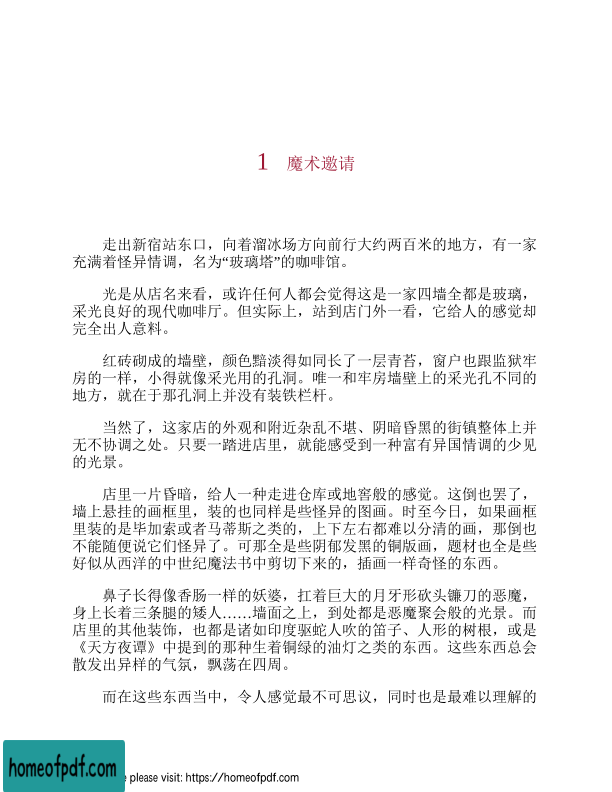 1 魔术邀请
走出新宿站东口，向着溜冰场方向前行大约两百米的地方，有一家
充满着怪异情调，名为“玻璃塔”的咖啡馆。
光是从店名来看，或许任何人都会觉得这是一家四墙全都是玻璃，
采光良好的现代咖啡厅。但实际上，站到店门外一看，它给人的感觉却
完全出人意料。
红砖砌成的墙壁，颜色黯淡得如同长了一层青苔，窗户也跟监狱牢
房的一样，小得就像采光用的孔洞。唯一和牢房墙壁上的采光孔不同的
地方，就在于那孔洞上并没有装铁栏杆。
当然了，这家店的外观和附近杂乱不堪、阴暗昏黑的街镇整体上并
无不协调之处。只要一踏进店里，就能感受到一种富有异国情调的少见
的光景。
店里一片昏暗，给人一种走进仓库或地窖般的感觉。这倒也罢了，
墙上悬挂的画框里，装的也同样是些怪异的图画。时至今日，如果画框
里装的是毕加索或者马蒂斯之类的，上下左右都难以分清的画，那倒也
不能随便说它们怪异了。可那全是些阴郁发黑的铜版画，题材也全是些
好似从西洋的中世纪魔法书中剪切下来的，插画一样奇怪的东西。
鼻子长得像香肠一样的妖婆，扛着巨大的月牙形砍头镰刀的恶魔，
身上长着三条腿的矮人……墙面之上，到处都是恶魔聚会般的光景。而
店里的其他装饰，也都是诸如印度驱蛇人吹的笛子、人形的树根，或是
《天方夜谭》中提到的那种生着铜绿的油灯之类的东西。这些东西总会
散发出异样的气氛，飘荡在四周。
而在这些东西当中，令人感觉最不可思议，同时也是最难以理解的
homeofpdf.com
please visit: https://homeofpdf.com